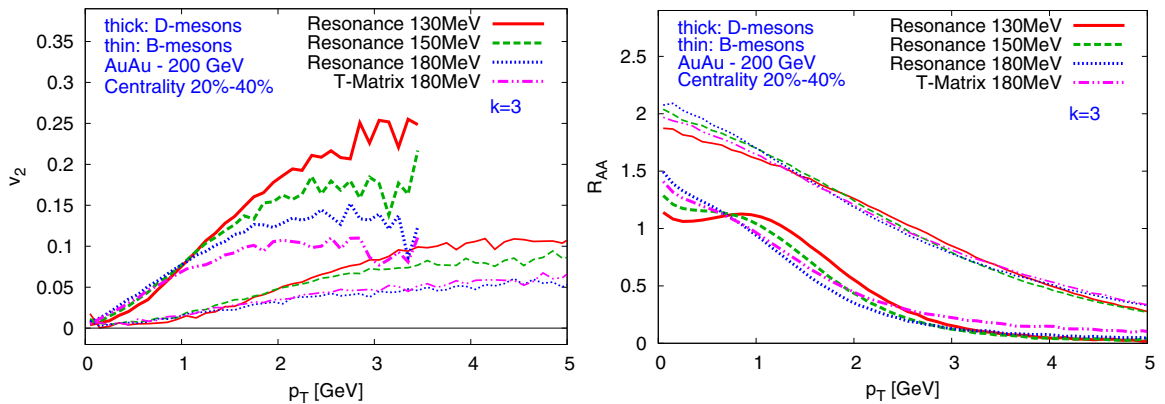 thick: D-mesons
thin: B-mesons
AuAu - 200 GeV
Centrality 20%-40%
Resonance 130MeV
Resonance 150MeV
Resonance 180MeV
T-Matrix 180MeV
k=3
0.35
0.3
0.25
0.2
0.15
0.1
0.05
0
v2
0 1 2 3 4 5
pT [GeV]
thick: D-mesons
thin: B-mesons
AuAu - 200 GeV
Centrality 20%-40%
Resonance 130MeV
Resonance 150MeV
Resonance 180MeV
T-Matrix 180MeV
k=3
2.5
2
1.5
1
0.5
0
RAA
0 1 2 3 4 5
pT [GeV]